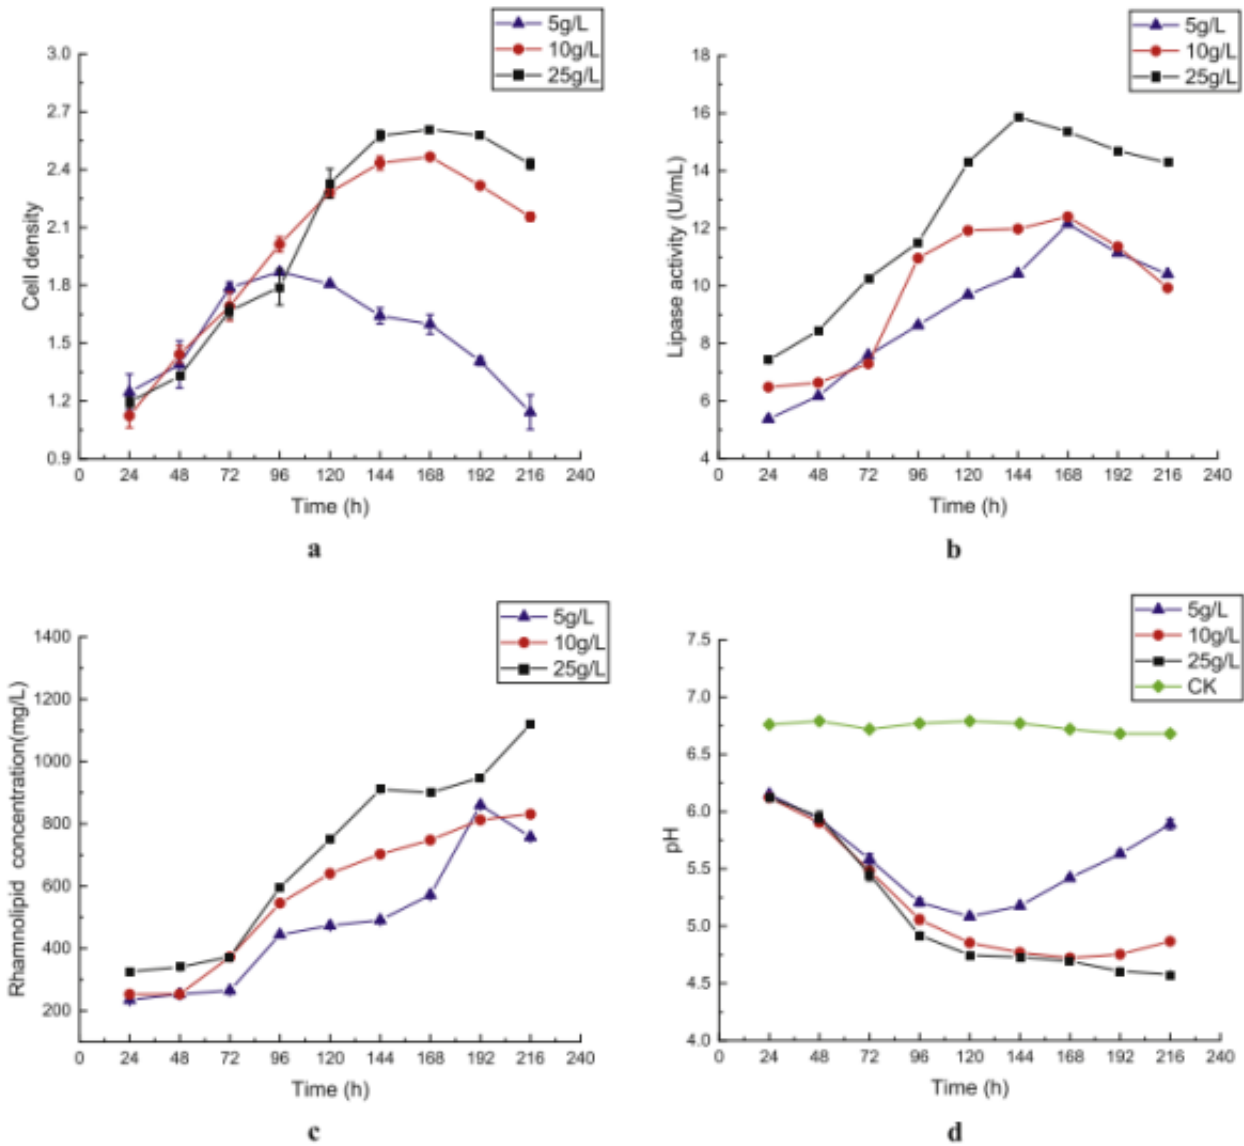 5g/L
10g/L
25g/L
3.0
2.7
2.4
2.1
1.8
1.5
1.2
0.9
Cell density
0 24 48 72 96 120 144 168 192 216 240
Time (h)
a
5g/L
10g/L
25g/L
18
16
14
12
10
8
6
4
Lipase activity (U/mL)
0 24 48 72 96 120 144 168 192 216 240
Time (h)
b
5g/L
10g/L
25g/L
1400
1200
1000
800
600
400
200
Rhamnolipid concentration(mg/L)
0 24 48 72 96 120 144 168 192 216 240
Time (h)
c
5g/L
10g/L
25g/L
CK
7.5
7.0
6.5
6.0
5.5
5.0
4.5
4.0
pH
0 24 48 72 96 120 144 168 192 216 240
Time (h)
d